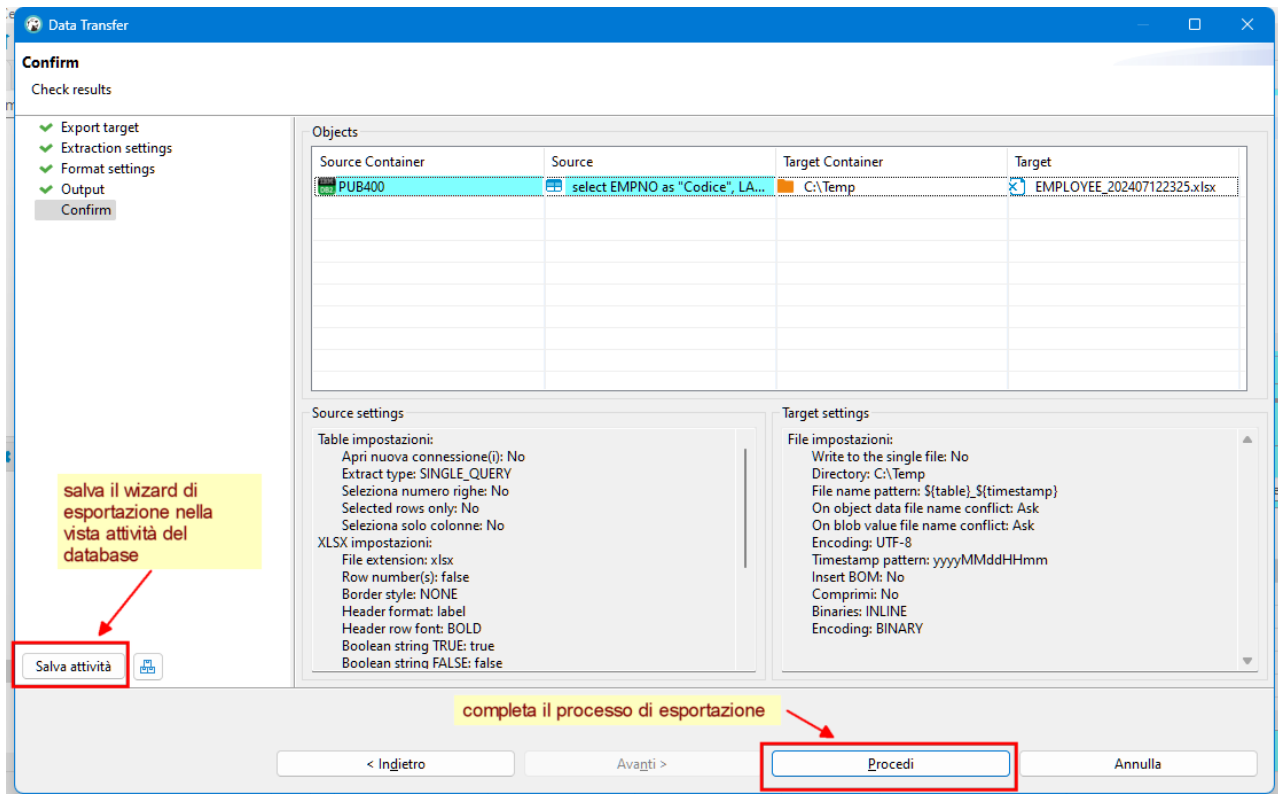 Data Transfer
Confirm
Check results
Export target
Extraction settings
Format settings
Output
Confirm
Objects
Source Container Source Target Container Target
PUB400 select EMPNO as "Codice", LA... C:\Temp EMPLOYEE_202407122325.xlsx
Source settings
Table impostazioni:
Apri nuova connessione(i): No
Extract type: SINGLE_QUERY
Seleziona numero righe: No
Selected rows only: No
Seleziona solo colonne: No
XLSX impostazioni:
File extension: xlsx
Row number(s): false
Border style: NONE
Header format: label
Header row font: BOLD
Boolean string TRUE: true
Boolean string FALSE: false
Target settings
File impostazioni:
Write to the single file: No
Directory: C:\Temp
File name pattern: ${table}_${timestamp}
On object data file name conflict: Ask
On blob value file name conflict: Ask
Encoding: UTF-8
Timestamp pattern: yyyyMMddHHmm
Insert BOM: No
Comprimi: No
Binaries: INLINE
Encoding: BINARY
salva il wizard di
esportazione nella
vista attività del
database
Salva attività
completa il processo di esportazione
< Indietro Avanti > Procedi Annulla